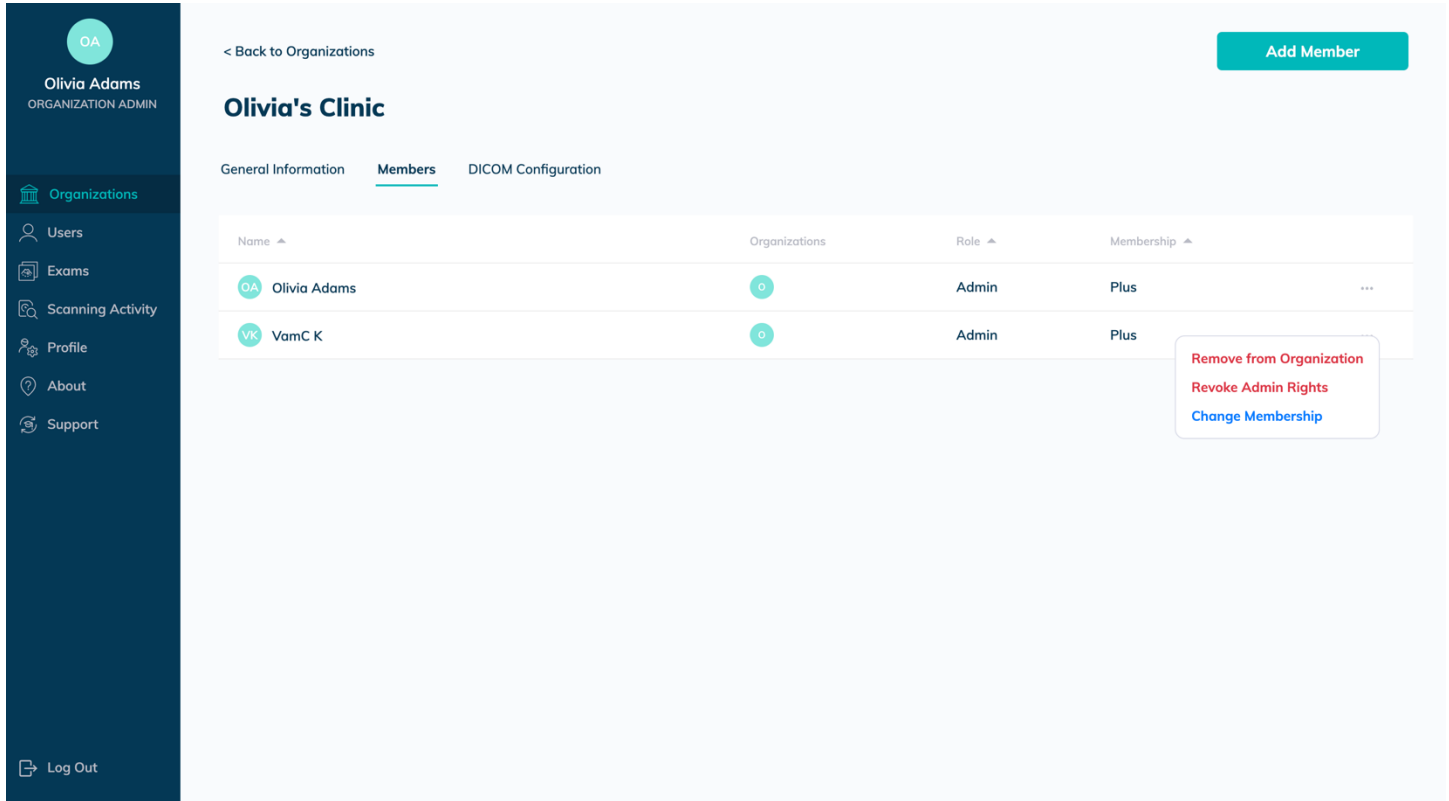 OA
Olivia Adams
ORGANIZATION ADMIN
Organizations
Users
Exams
Scanning Activity
Profile
About
Support
Log Out
< Back to Organizations
Add Member
Olivia's Clinic
General Information Members DICOM Configuration
Name Organizations Role Membership
OA Olivia Adams O Admin Plus ...
VK VamC K O Admin Plus ...
Remove from Organization
Revoke Admin Rights
Change Membership